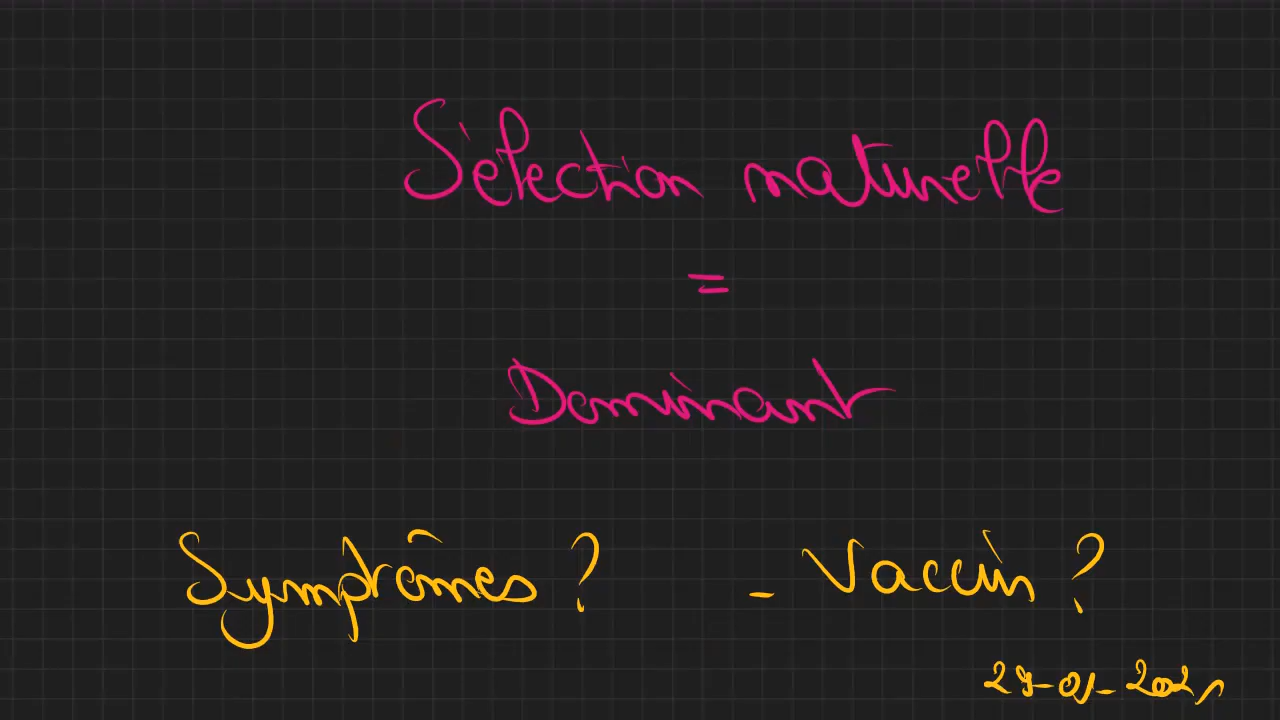 Sélection naturelle
=
Dominant
Symptômes ? - Vaccin ?